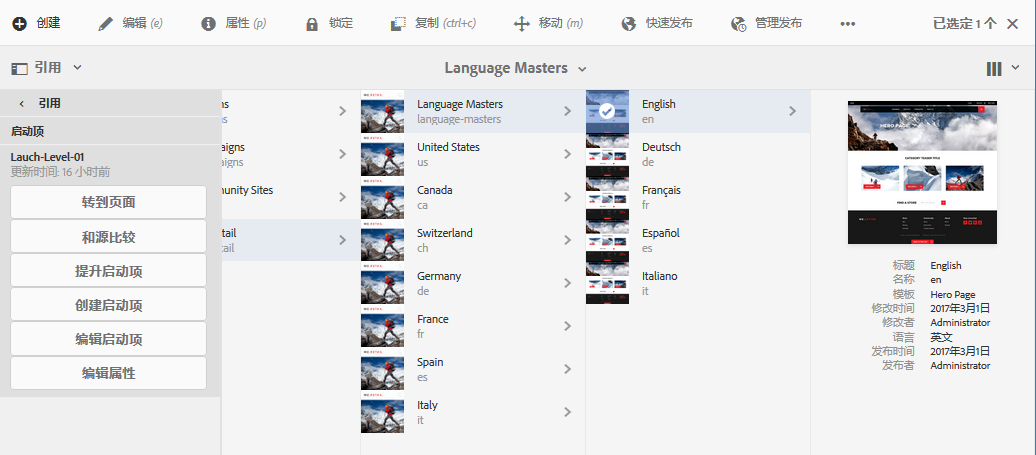 创建
编辑 (e)
属性 (p)
锁定
复制 (ctrl+c)
移动 (m)
快速发布
管理发布
已选定 1 个
引用
Language Masters
引用
启动项
Lauch-Level-01
更新时间: 16 小时前
转到页面
和源比较
提升启动项
创建启动项
编辑启动项
编辑属性
Language Masters
language-masters
United States
us
Canada
ca
Switzerland
ch
Germany
de
France
fr
Spain
es
Italy
it
English
en
Deutsch
de
Français
fr
Español
es
Italiano
it
HERO PAGE
CATEGORY TEASER TITLE
FIND A STORE
标题 English
名称 en
模板 Hero Page
修改时间 2017年3月1日
修改者 Administrator
语言 英文
发布时间 2017年3月1日
发布者 Administrator